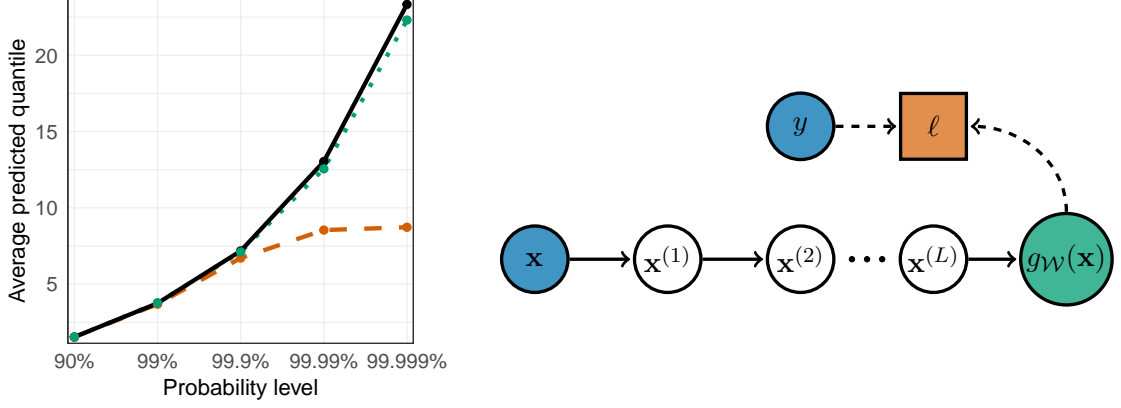 Average predicted quantile
20
15
10
5
90% 99% 99.9% 99.99% 99.999%
Probability level
y ℓ
𝐱 𝐱⁽¹⁾ 𝐱⁽²⁾ ••• 𝐱⁽ᴸ⁾ g_𝒲(𝐱)